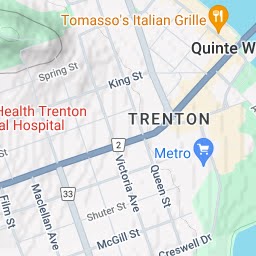 Tomasso's Italian Grille
Quinte W
Spring St
King St
Health Trenton
al Hospital
TRENTON
2
Metro
33
Film St
Maclellan Ave
Victoria Ave
Queen St
Shuter St
McGill St
Creswell Dr